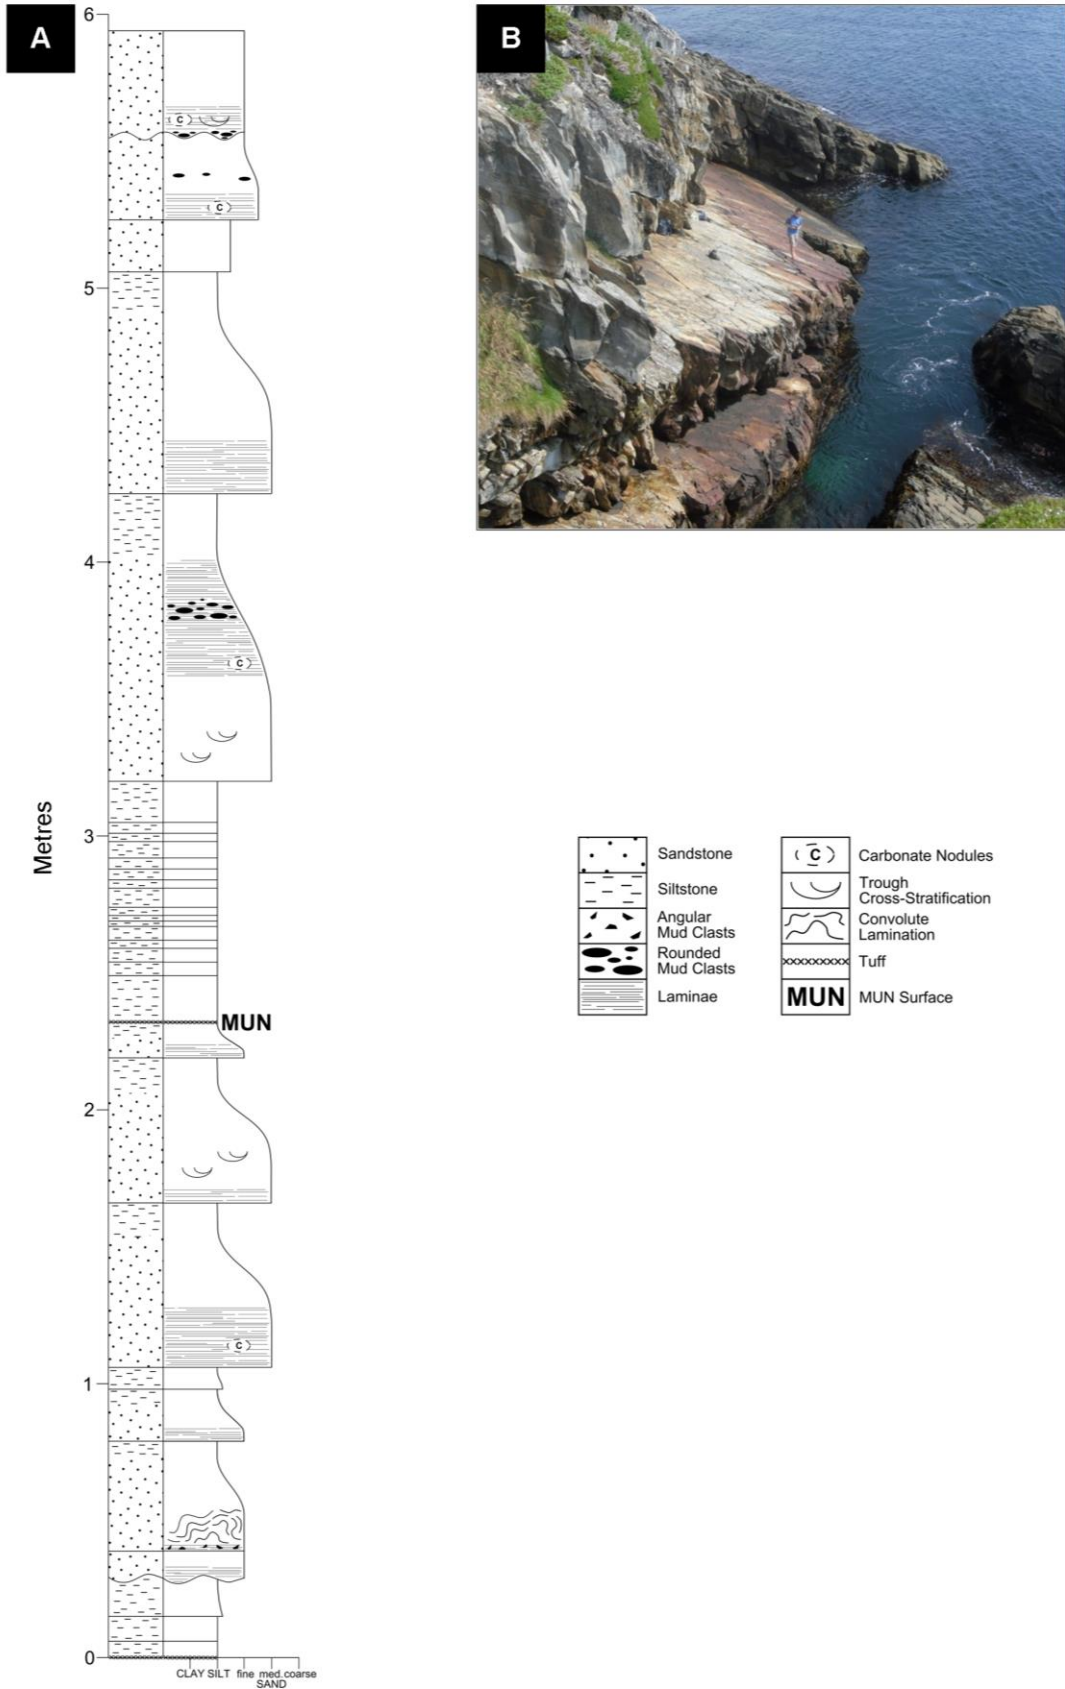 A
B
6
C
C
5
4
C
Metres
3
MUN
2
C
1
0
CLAY SILT fine med. coarse
SAND
Sandstone
Siltstone
Angular
Mud Clasts
Rounded
Mud Clasts
Laminae
C
Carbonate Nodules
Trough
Cross-Stratification
Convolute
Lamination
Tuff
MUN
MUN Surface